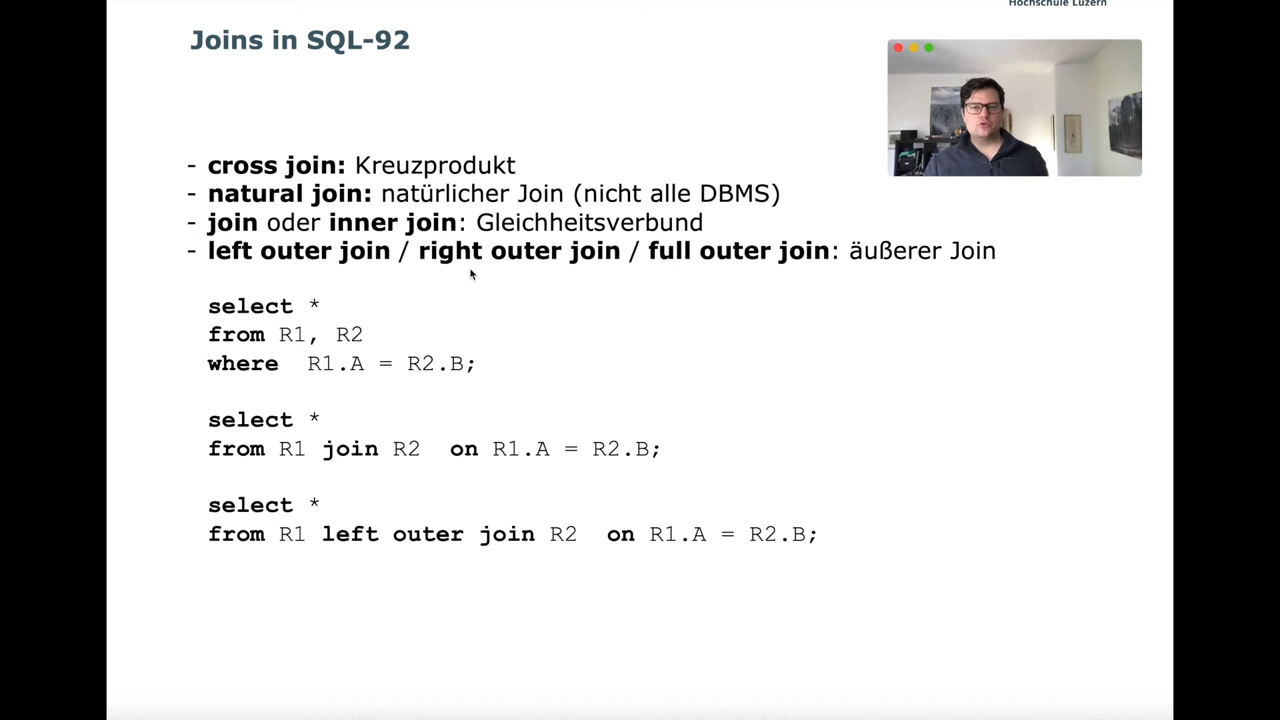 Hochschule Luzern
Joins in SQL-92
- cross join: Kreuzprodukt
- natural join: natürlicher Join (nicht alle DBMS)
- join oder inner join: Gleichheitsverbund
- left outer join / right outer join / full outer join: äußerer Join
select *
from R1, R2
where R1.A = R2.B;
select *
from R1 join R2 on R1.A = R2.B;
select *
from R1 left outer join R2 on R1.A = R2.B;